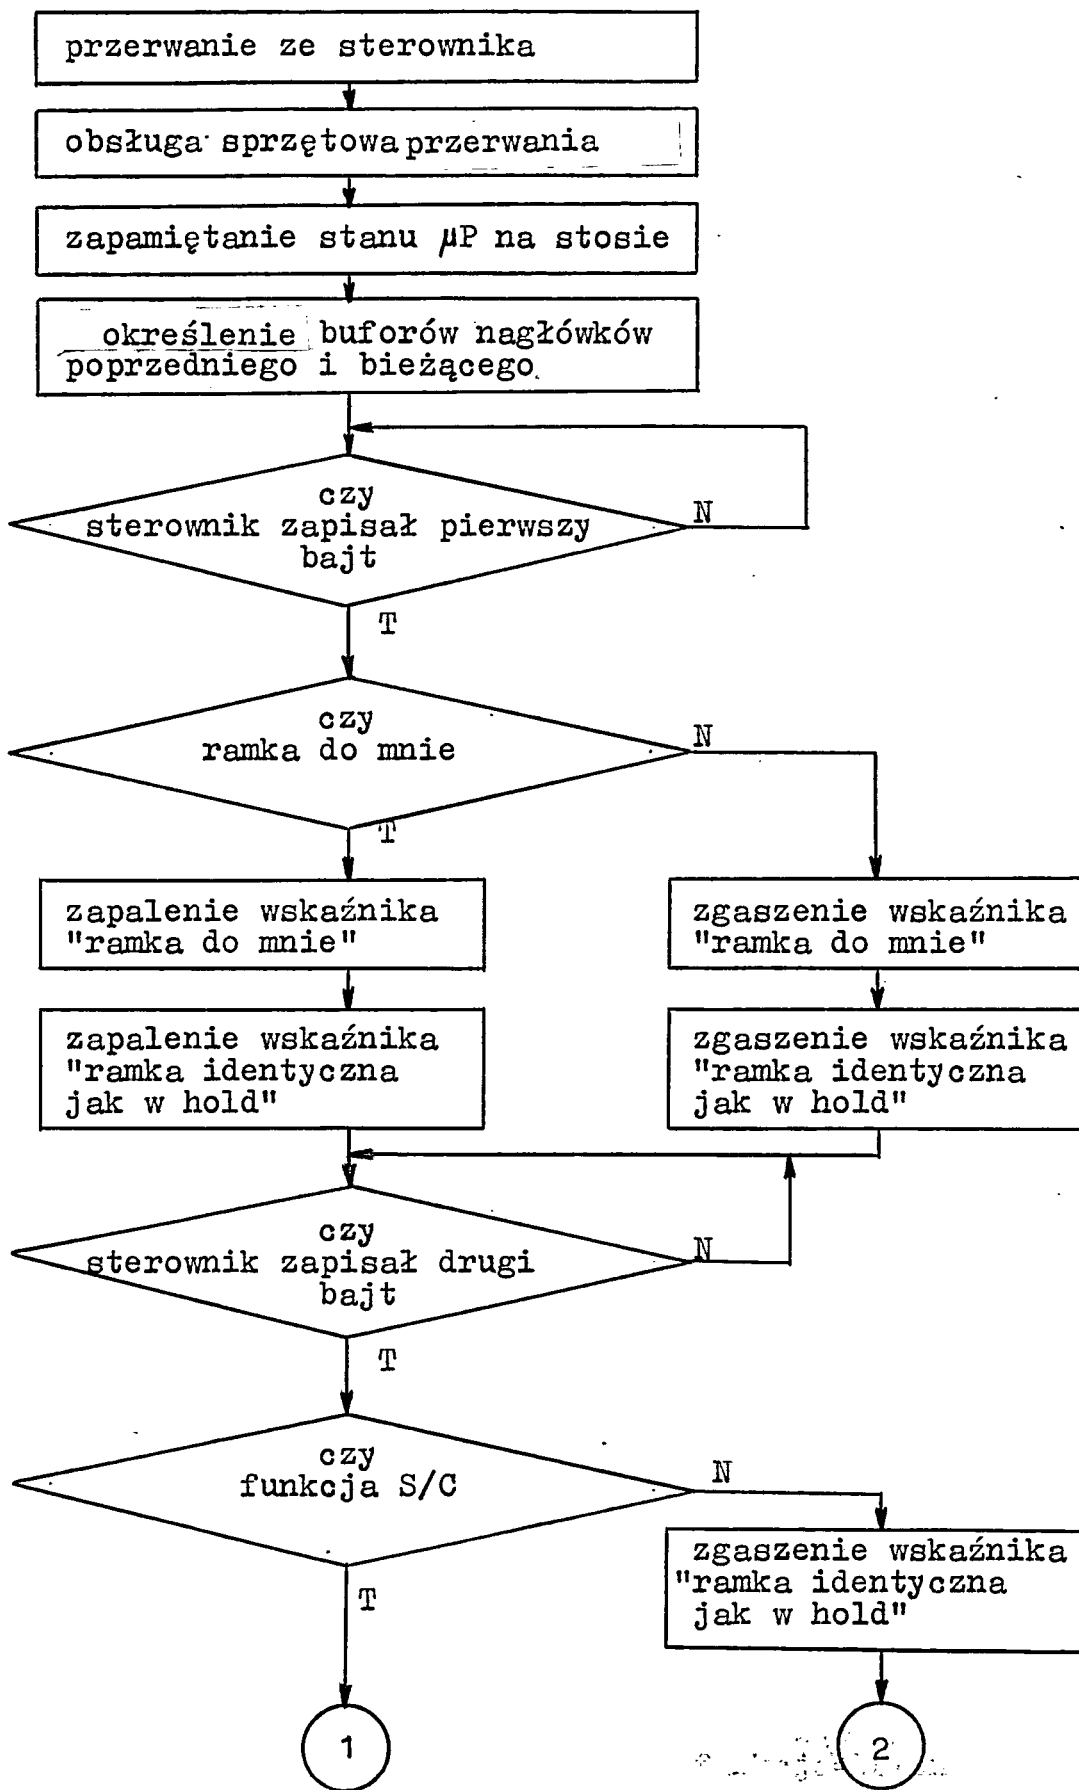 przerwanie ze sterownika
obsługa sprzętowa przerwania
zapamiętanie stanu µP na stosie
określenie buforów nagłówków
poprzedniego i bieżącego
czy
sterownik zapisał pierwszy
bajt
N
T
czy
ramka do mnie
N
T
zapalenie wskaźnika
"ramka do mnie"
zgaszenie wskaźnika
"ramka do mnie"
zapalenie wskaźnika
"ramka identyczna
jak w hold"
zgaszenie wskaźnika
"ramka identyczna
jak w hold"
czy
sterownik zapisał drugi
bajt
N
T
czy
funkcja S/C
N
T
zgaszenie wskaźnika
"ramka identyczna
jak w hold"
1
2